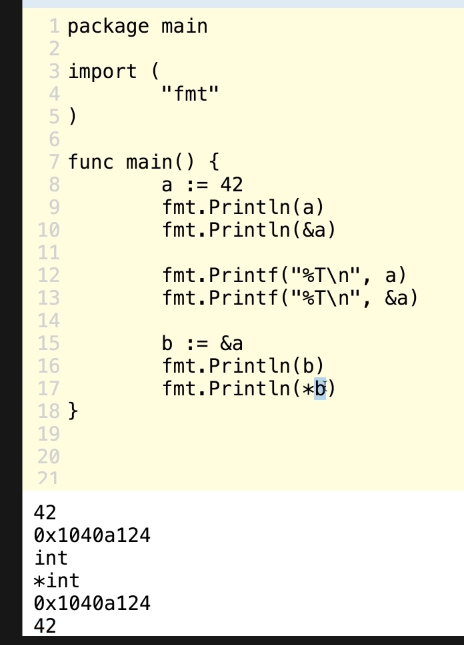 1 package main
2
3 import (
4         "fmt"
5 )
6
7 func main() {
8         a := 42
9         fmt.Println(a)
10         fmt.Println(&a)
11
12         fmt.Printf("%T\n", a)
13         fmt.Printf("%T\n", &a)
14
15         b := &a
16         fmt.Println(b)
17         fmt.Println(*b)
18 }
19
20
21
42
0x1040a124
int
*int
0x1040a124
42